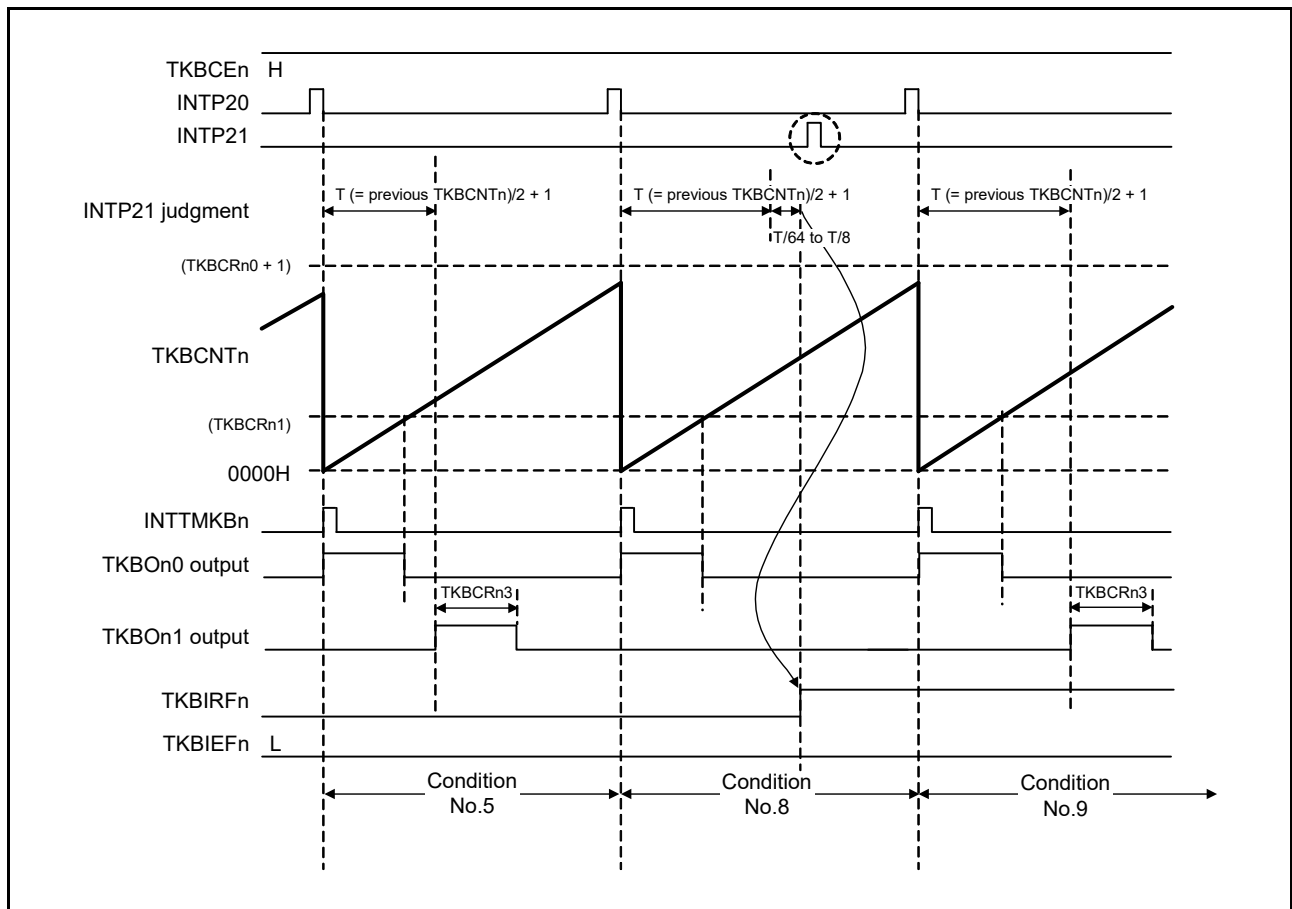 TKBCEn H
INTP20
INTP21
T (= previous TKBCNTn)/2 + 1
T (= previous TKBCNTn)/2 + 1
T (= previous TKBCNTn)/2 + 1
INTP21 judgment
T/64 to T/8
(TKBCRn0 + 1)
TKBCNTn
(TKBCRn1)
0000H
INTTMKBn
TKBOn0 output
TKBCRn3
TKBCRn3
TKBOn1 output
TKBIRFn
TKBIEFn L
Condition
No.5
Condition
No.8
Condition
No.9